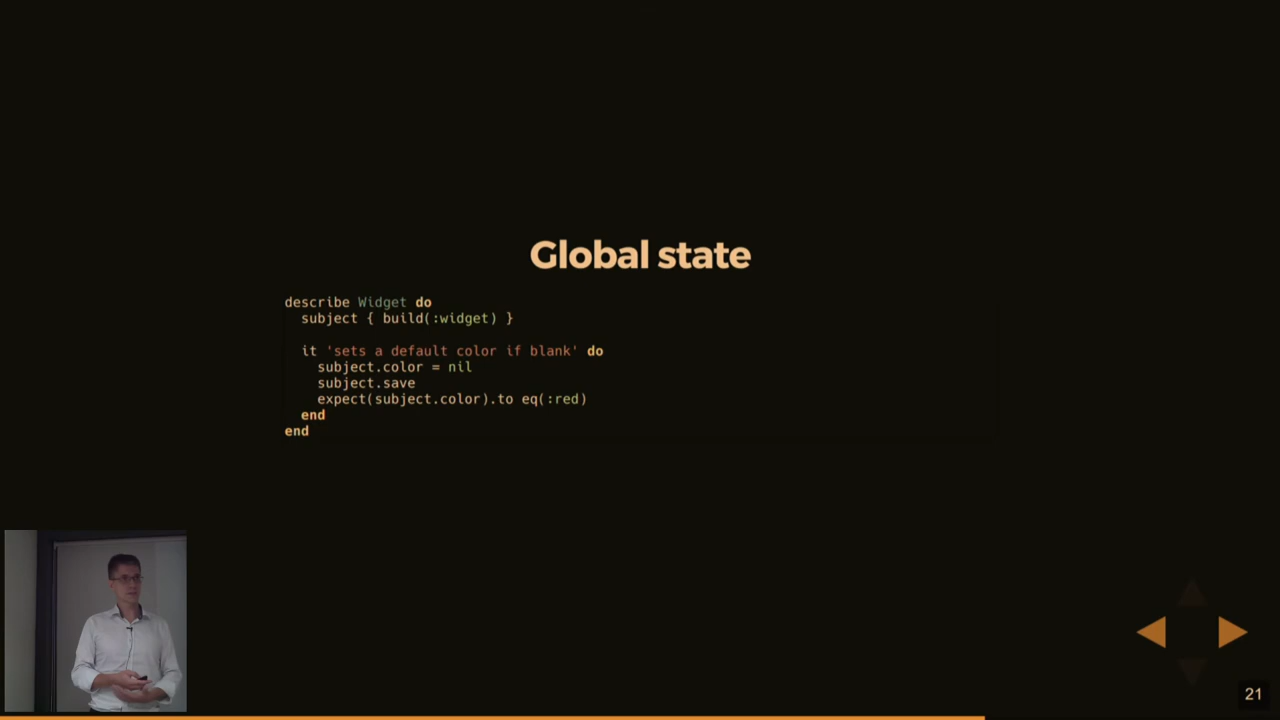 Global state
describe Widget do
  subject { build(:widget) }

  it 'sets a default color if blank' do
    subject.color = nil
    subject.save
    expect(subject.color).to eq(:red)
  end
end
21